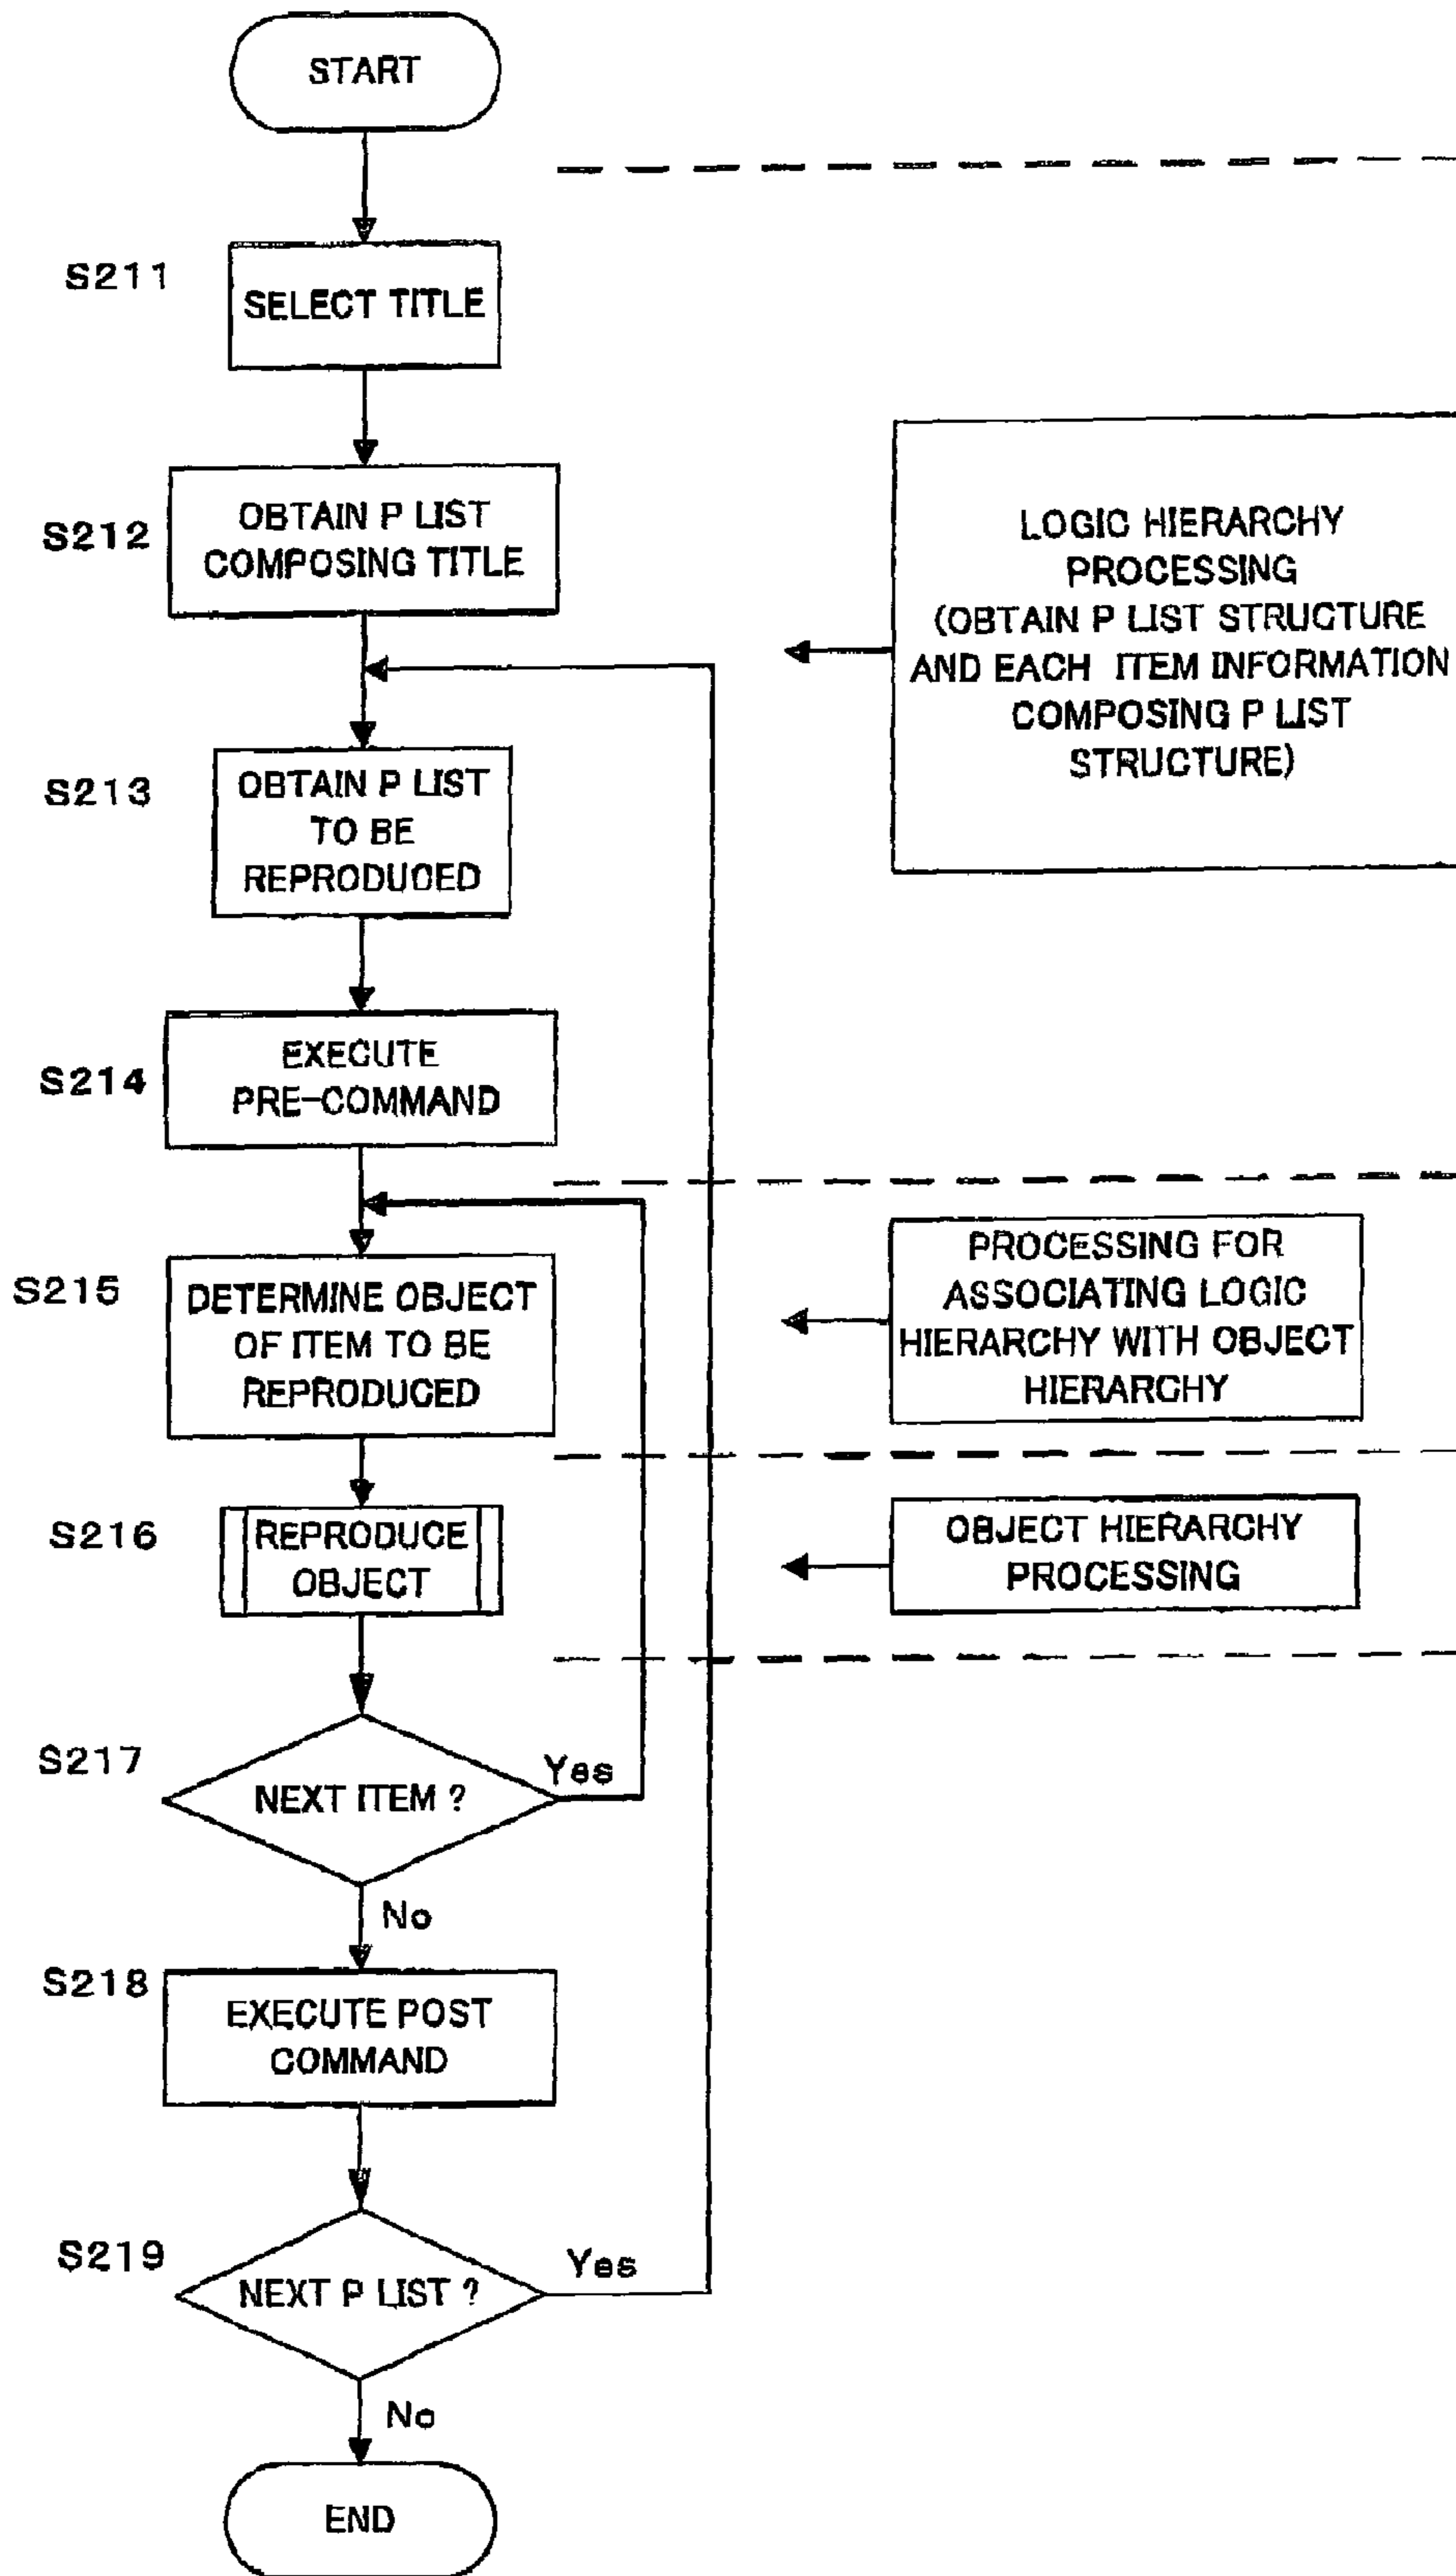 START
S211
SELECT TITLE
S212
OBTAIN P LIST
COMPOSING TITLE
LOGIC HIERARCHY
PROCESSING
(OBTAIN P LIST STRUCTURE
AND EACH ITEM INFORMATION
COMPOSING P LIST
STRUCTURE)
S213
OBTAIN P LIST
TO BE
REPRODUCED
S214
EXECUTE
PRE-COMMAND
S215
DETERMINE OBJECT
OF ITEM TO BE
REPRODUCED
PROCESSING FOR
ASSOCIATING LOGIC
HIERARCHY WITH OBJECT
HIERARCHY
S216
REPRODUCE
OBJECT
OBJECT HIERARCHY
PROCESSING
S217
NEXT ITEM ?
Yes
No
S218
EXECUTE POST
COMMAND
S219
NEXT P LIST ?
Yes
No
END